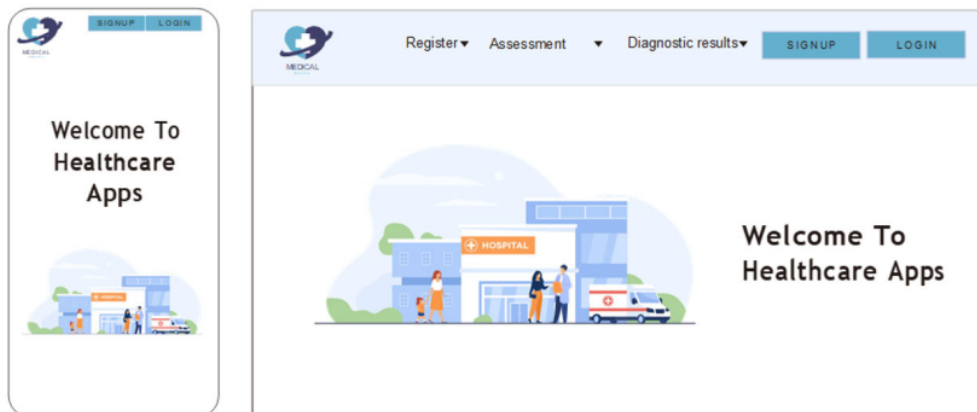 SIGNUP LOGIN
MEDICAL
Welcome To
Healthcare
Apps
HOSPITAL
MEDICAL
Register▾ Assessment ▾ Diagnostic results▾ SIGNUP LOGIN
HOSPITAL
Welcome To
Healthcare Apps